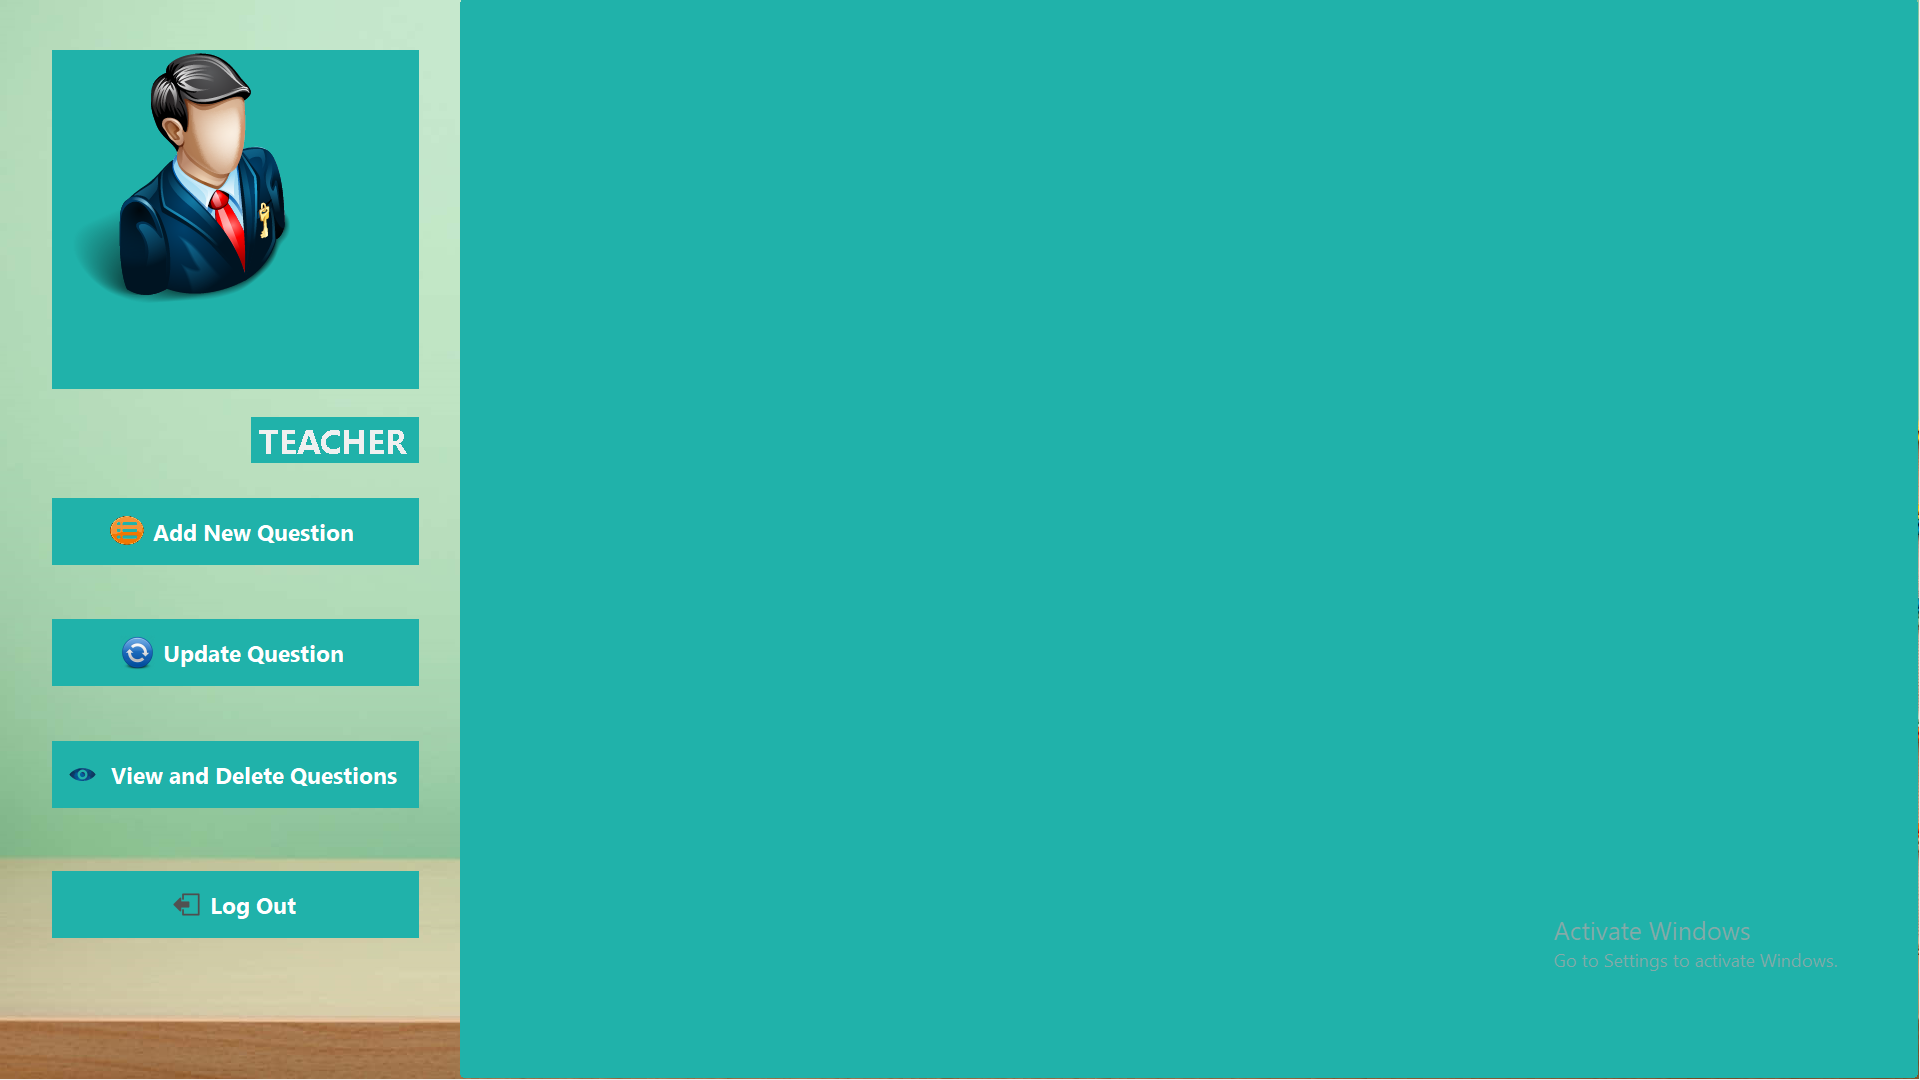 TEACHER
Add New Question
Update Question
View and Delete Questions
Log Out
Activate Windows
Go to Settings to activate Windows.